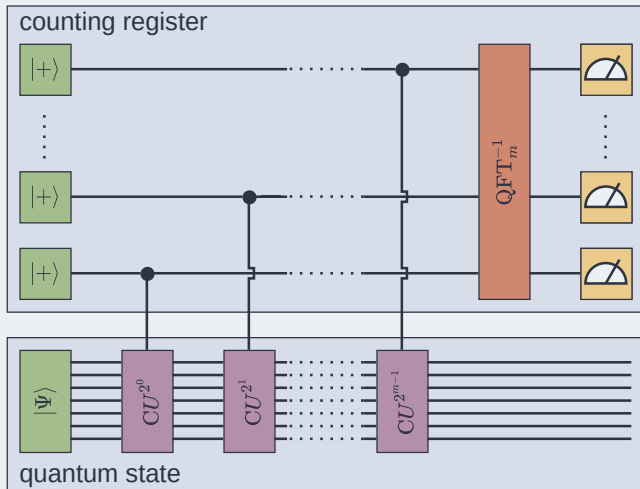 counting register
|+⟩
|+⟩
|+⟩
QFT_m^{-1}
|Ψ⟩
CU^{2^0}
CU^{2^1}
CU^{2^{m-1}}
quantum state